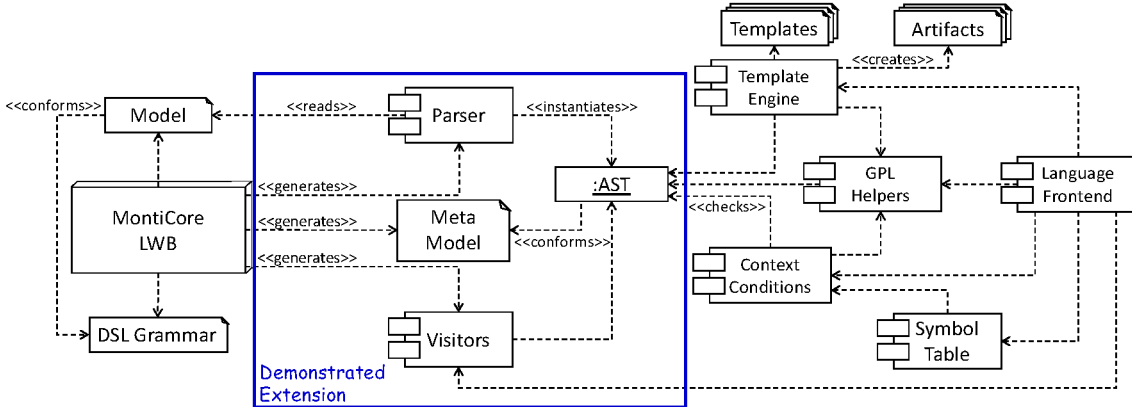 Templates
Artifacts
<<creates>>
Template
Engine
<<conforms>>
Model
<<reads>>
Parser
<<instantiates>>
:AST
GPL
Helpers
Language
Frontend
<<generates>>
MontiCore
LWB
<<generates>>
Meta
Model
<<checks>>
<<conforms>>
<<generates>>
Context
Conditions
DSL Grammar
Visitors
Symbol
Table
Demonstrated
Extension